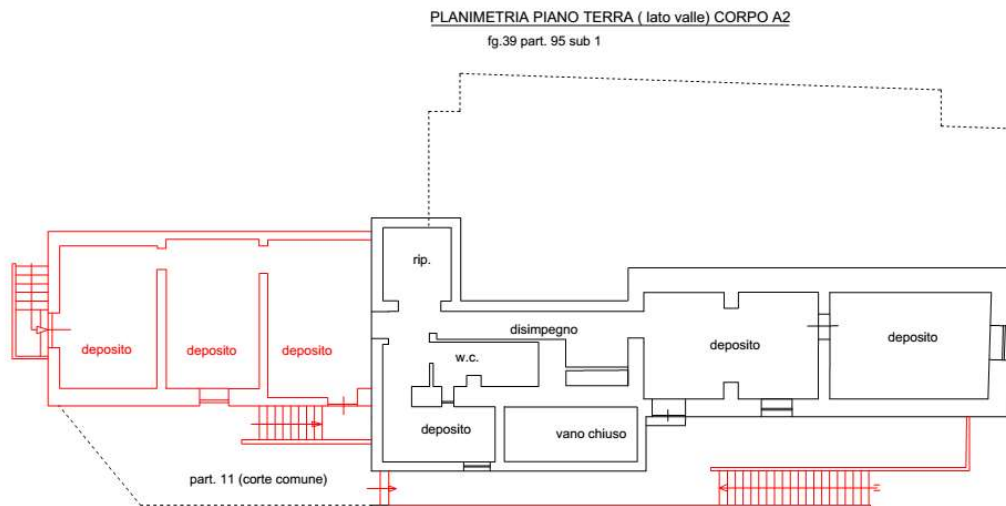 PLANIMETRIA PIANO TERRA ( lato valle) CORPO A2
fg.39 part. 95 sub 1
rip.
disimpegno
deposito
deposito
deposito
w.c.
deposito
deposito
deposito
vano chiuso
part. 11 (corte comune)